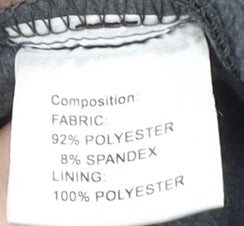 Composition:
FABRIC:
92% POLYESTER
8% SPANDEX
LINING:
100% POLYESTER